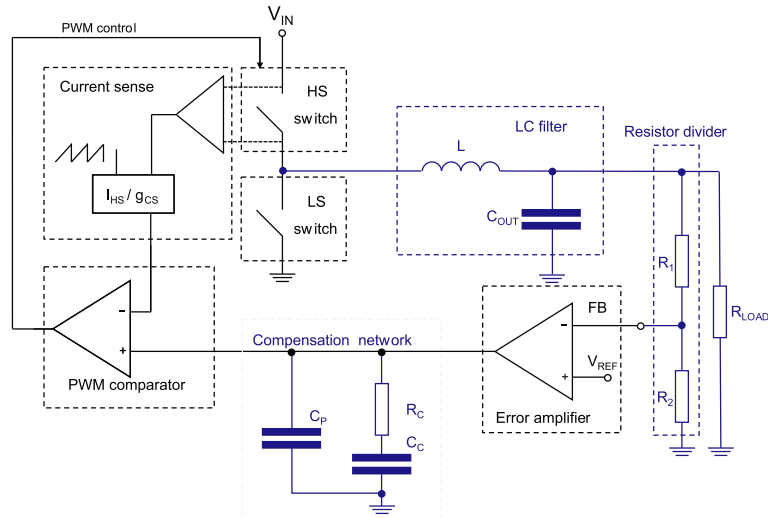 V_IN
PWM control
Current sense
HS
switch
LC filter
Resistor divider
L
I_HS / g_CS
LS
switch
C_OUT
R_1
R_LOAD
FB
V_REF
R_2
Error amplifier
Compensation network
PWM comparator
C_P
R_C
C_C
−
+
−
+